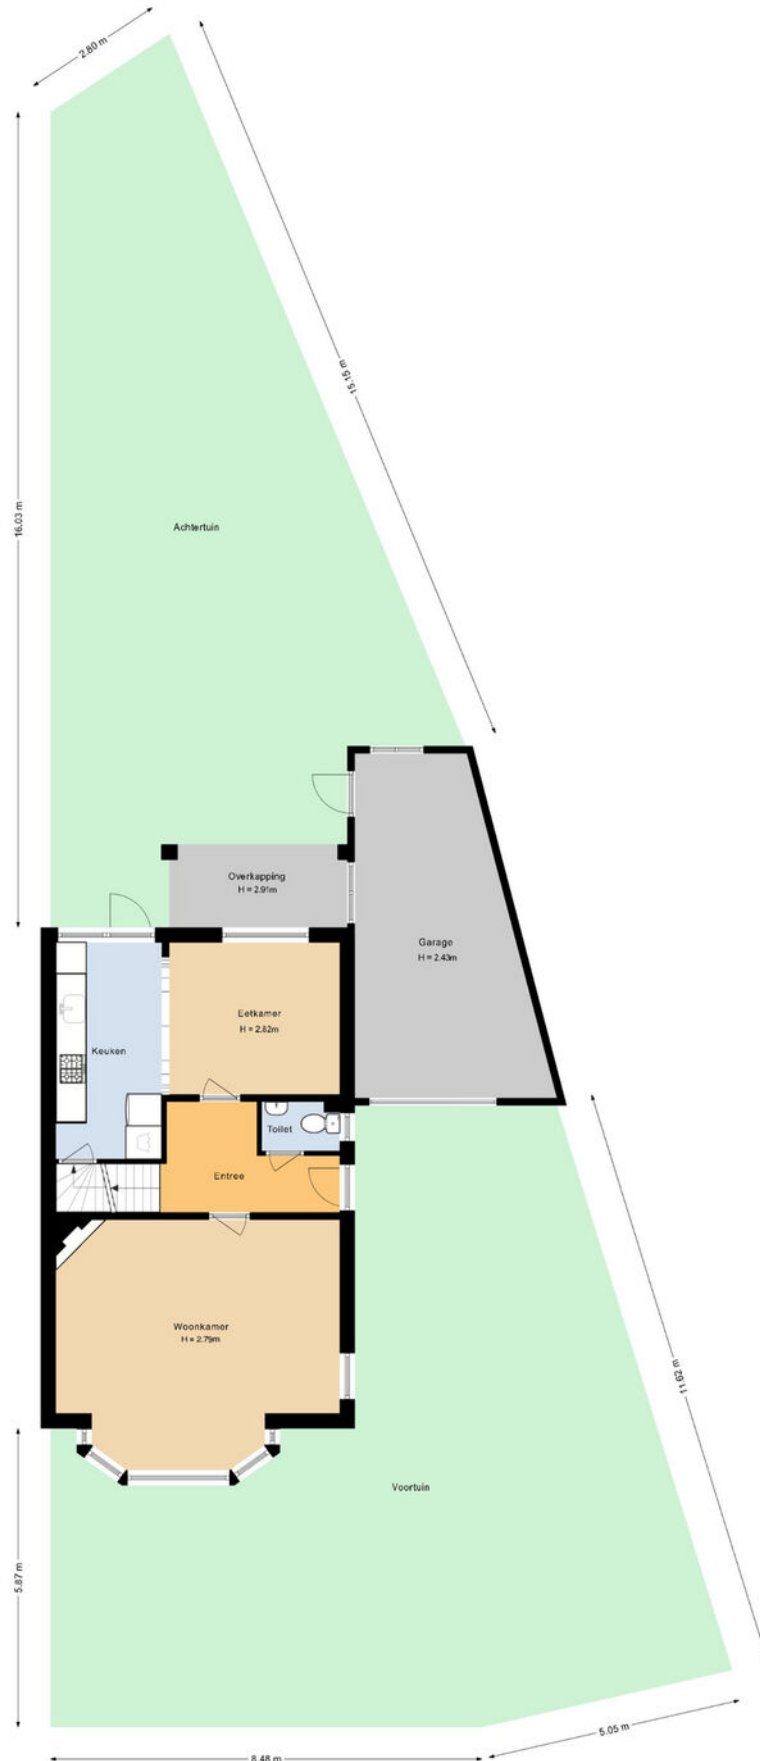 2.80 m
15.15 m
16.03 m
Achtertuin
Overkapping
H = 2.91m
Garage
H = 2.43m
Eetkamer
H = 2.82m
Keuken
Toilet
Entree
Woonkamer
H = 2.79m
11.62 m
Voortuin
5.87 m
5.05 m
8.48 m